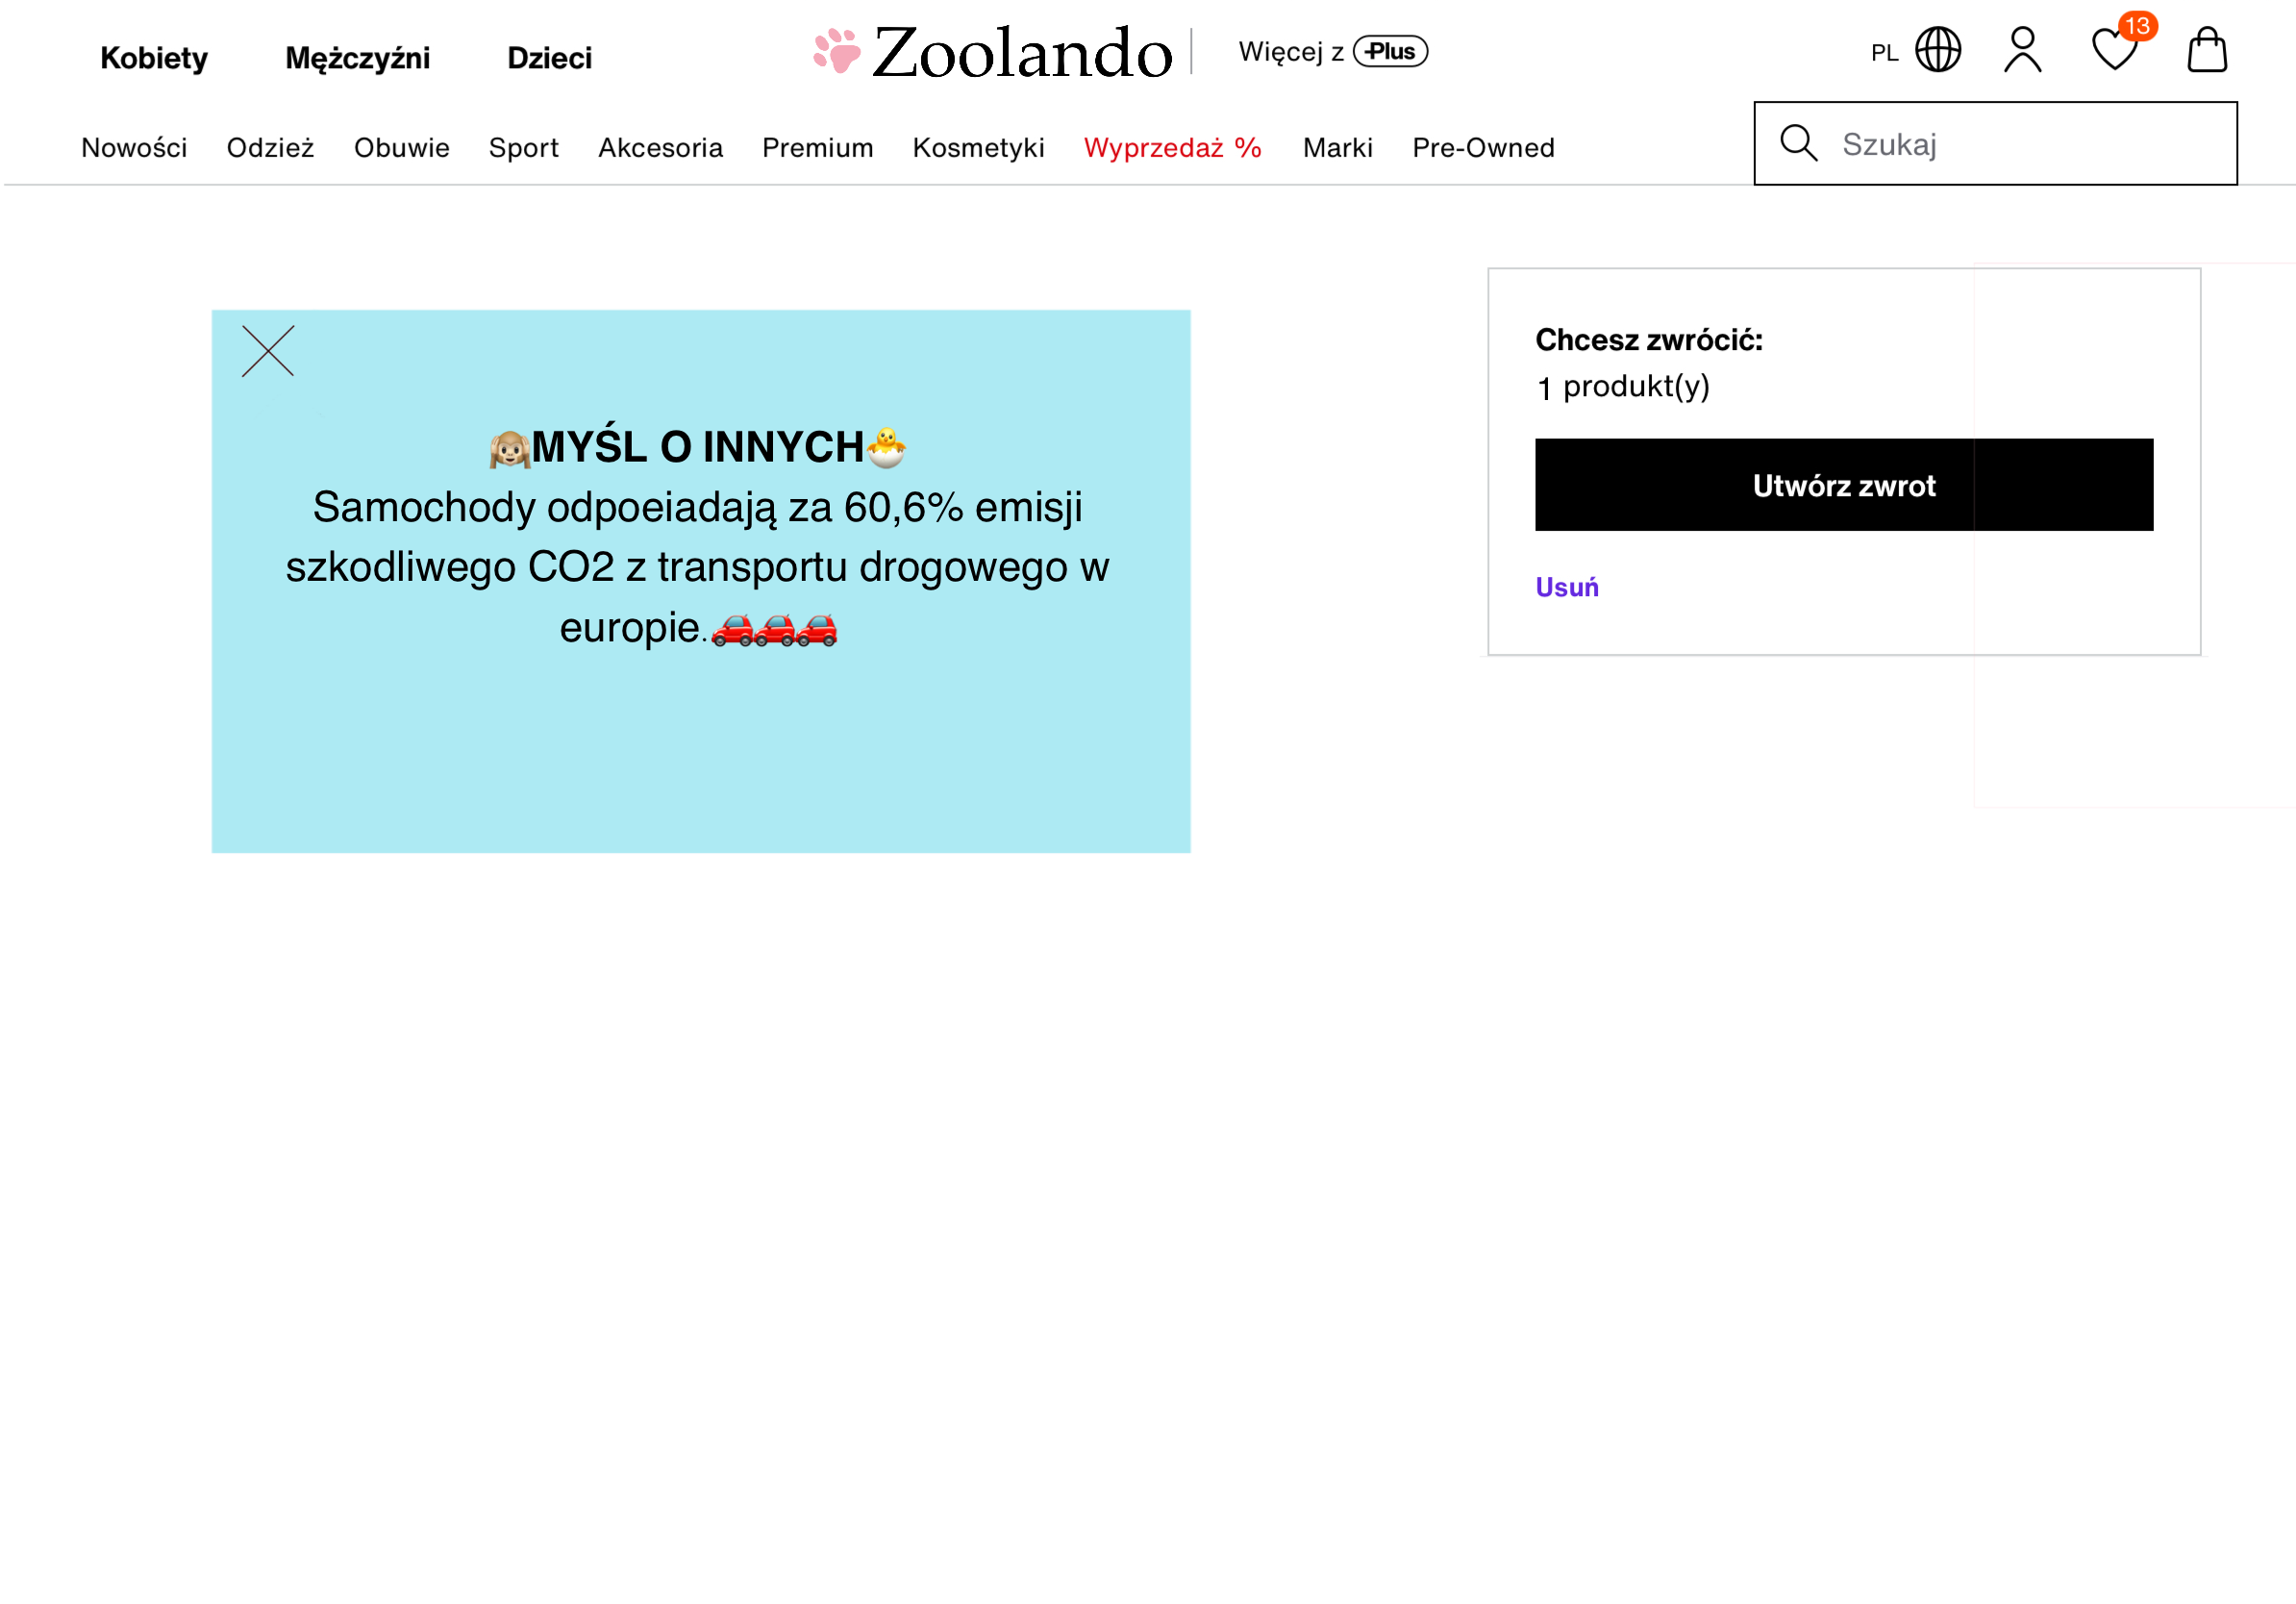 Kobiety Mężczyźni Dzieci
Zoolando
Więcej z Plus
PL
13
Nowości Odzież Obuwie Sport Akcesoria Premium Kosmetyki Wyprzedaż % Marki Pre-Owned
Szukaj
🙉MYŚL O INNYCH🐣
Samochody odpoeiadają za 60,6% emisji
szkodliwego CO2 z transportu drogowego w
europie.🚗🚗🚗
Chcesz zwrócić:
1 produkt(y)
Utwórz zwrot
Usuń